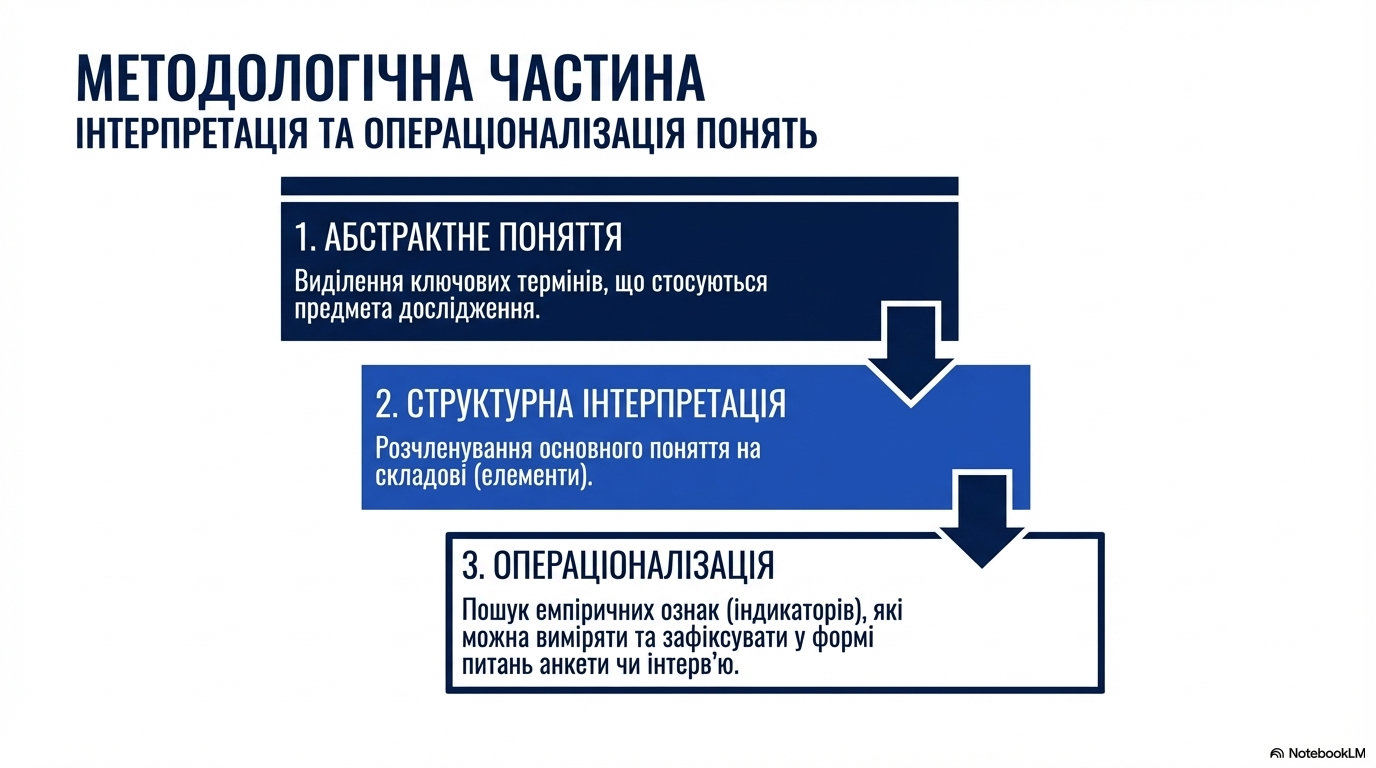 МЕТОДОЛОГІЧНА ЧАСТИНА
ІНТЕРПРЕТАЦІЯ ТА ОПЕРАЦІОНАЛІЗАЦІЯ ПОНЯТЬ
1. АБСТРАКТНЕ ПОНЯТТЯ
Виділення ключових термінів, що стосуються
предмета дослідження.
2. СТРУКТУРНА ІНТЕРПРЕТАЦІЯ
Розчленування основного поняття на
складові (елементи).
3. ОПЕРАЦІОНАЛІЗАЦІЯ
Пошук емпіричних ознак (індикаторів), які
можна виміряти та зафіксувати у формі
питань анкети чи інтерв’ю.
NotebookLM